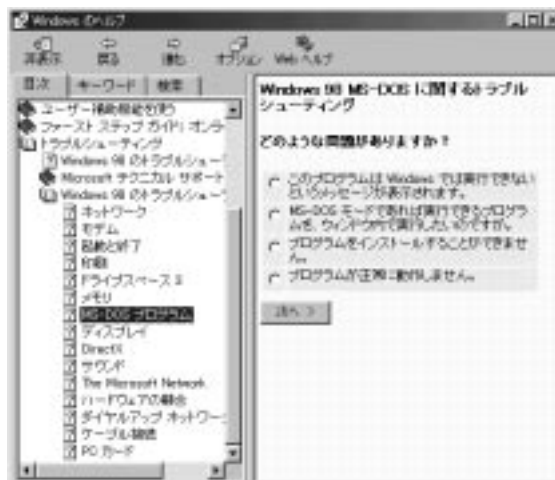 Windows のヘルプ
非表示 戻る 進む オプション Web ヘルプ
目次 キーワード 検索
ユーザー補助機能を使う
ファースト ステップ ガイド: オンラ
トラブルシューティング
Windows 98 のトラブルシュー
Microsoft テクニカル サポート
Windows 98 のトラブルシュー
ネットワーク
モデム
起動と終了
印刷
ドライブスペース 3
メモリ
MS-DOS プログラム
ディスプレイ
DirectX
サウンド
The Microsoft Network
ハードウェアの競合
ダイヤルアップ ネットワー
ケーブル接続
PC カード
Windows 98 MS-DOS に関するトラブル
シューティング
どのような問題がありますか?
このプログラムは Windows では実行できない
というメッセージが表示されます。
MS-DOS モードであれば実行できるプログラ
ムを、ウィンドウ内で実行したいのですが。
プログラムをインストールすることができませ
ん。
プログラムが正常に動作しません。
次へ >